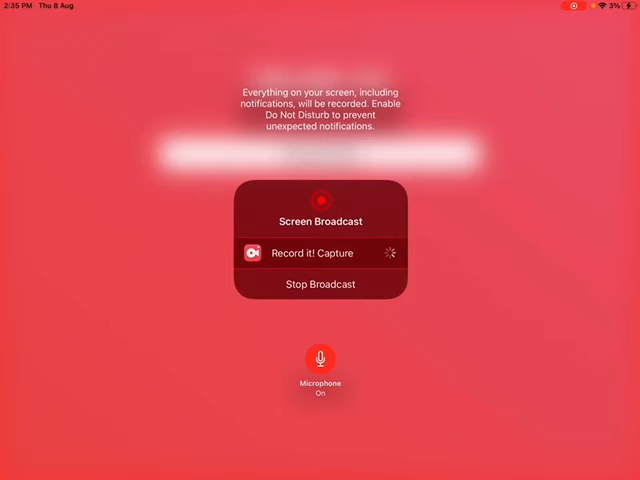 2:35 PM Thu 8 Aug
3%
Everything on your screen, including
notifications, will be recorded. Enable
Do Not Disturb to prevent
unexpected notifications.
Screen Broadcast
Record it! Capture
Stop Broadcast
Microphone
On